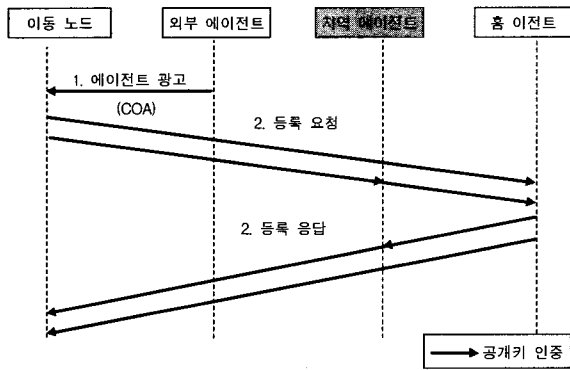 이동 노드
외부 에이전트
지역 에이전트
홈 이전트
1. 에이전트 광고
(COA)
2. 등록 요청
2. 등록 응답
공개키 인증